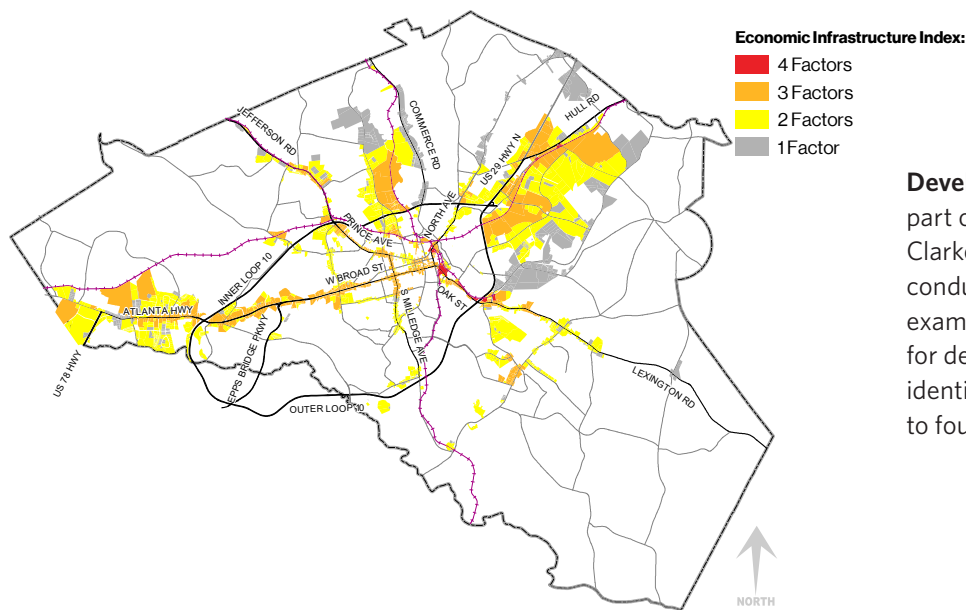 Economic Infrastructure Index:
4 Factors
3 Factors
2 Factors
1 Factor
JEFFERSON RD
COMMERCE RD
HULL RD
US 29 HWY N
NORTH AVE
PRINCE AVE
INNER LOOP 10
W BROAD ST
OAK ST
ATLANTA HWY
S MILLEDGE AVE
US 78 HWY
EPPS BRIDGE PKWY
OUTER LOOP 10
LEXINGTON RD
NORTH
Deve
part o
Clarke
condu
exam
for de
identi
to fou